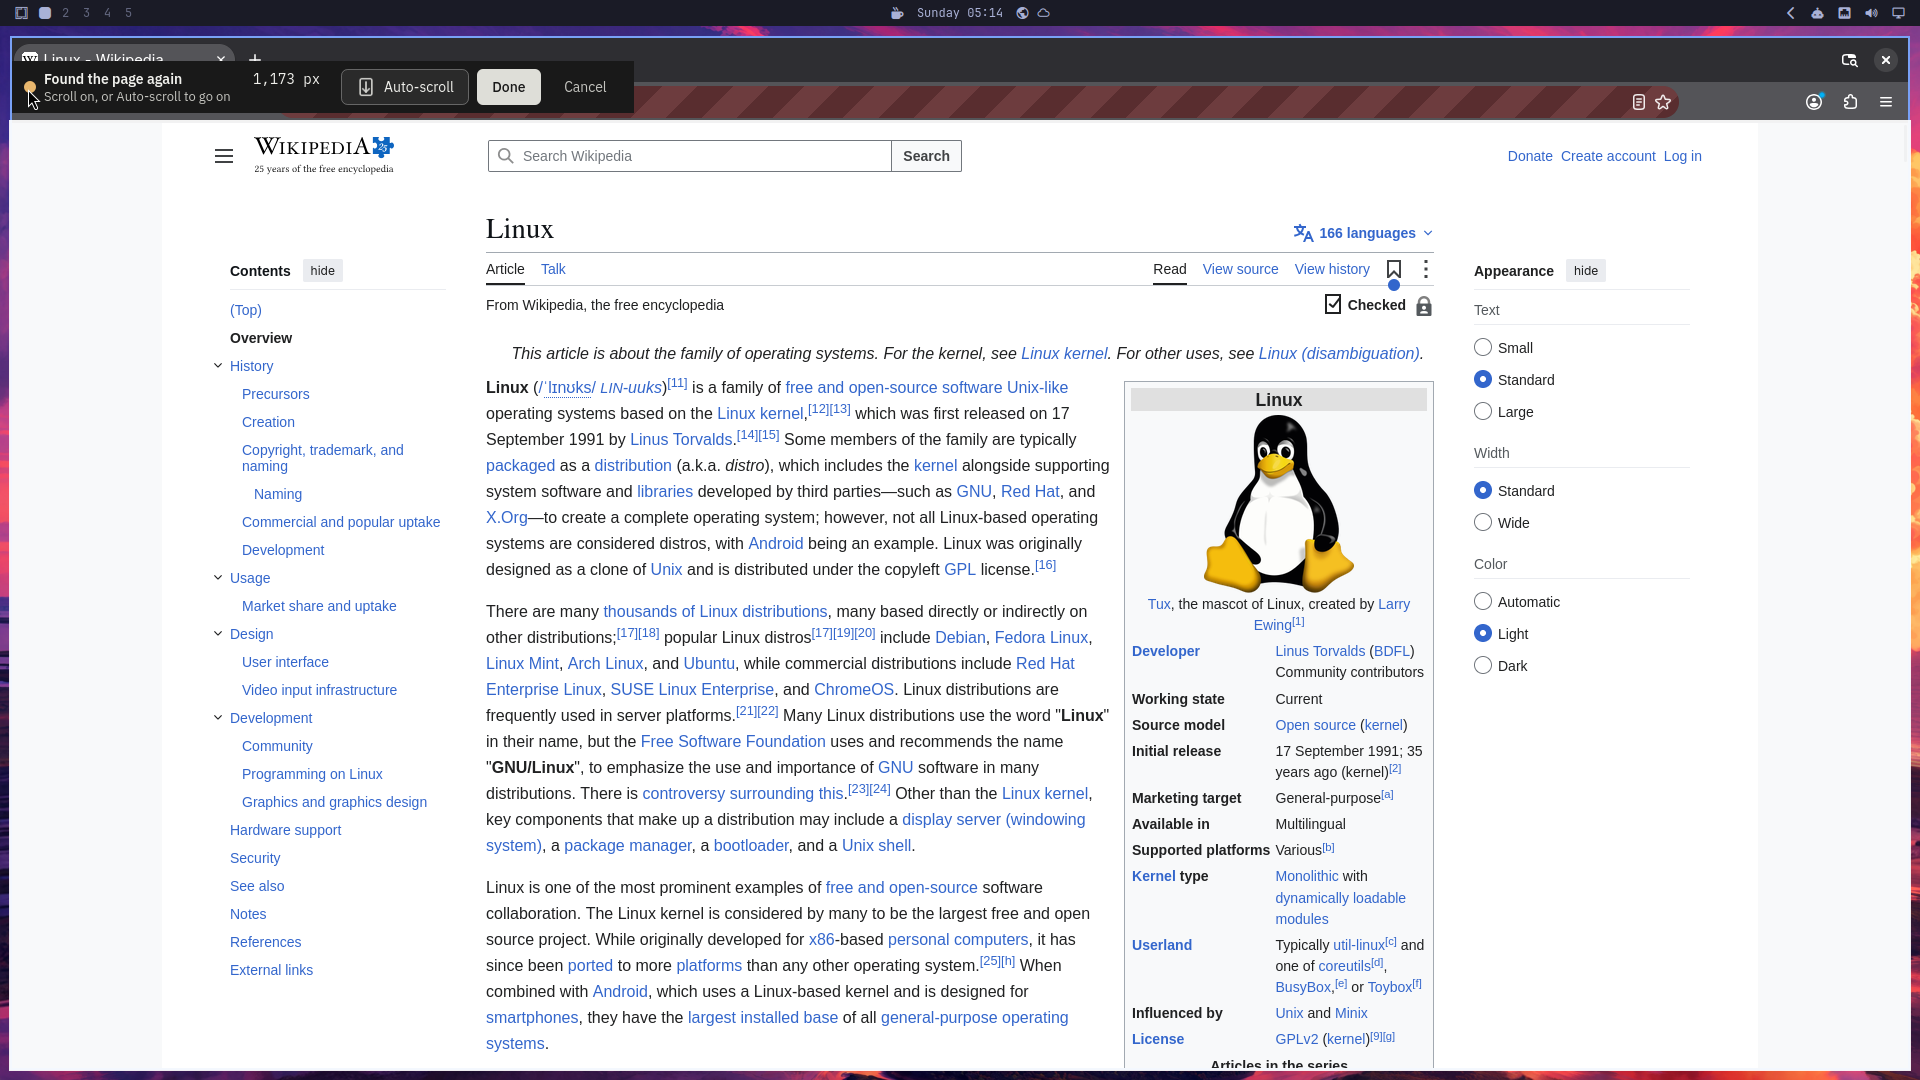 2 3 4 5
Sunday 05:14
Linux - Wikipedia
Found the page again
Scroll on, or Auto-scroll to go on
1,173 px
Auto-scroll
Done
Cancel
WIKIPEDIA 25
25 years of the free encyclopedia
Search Wikipedia
Search
Donate Create account Log in
Linux
166 languages
Article Talk
Read View source View history
From Wikipedia, the free encyclopedia
Checked
Contents hide
(Top)
Overview
History
Precursors
Creation
Copyright, trademark, and
naming
Naming
Commercial and popular uptake
Development
Usage
Market share and uptake
Design
User interface
Video input infrastructure
Development
Community
Programming on Linux
Graphics and graphics design
Hardware support
Security
See also
Notes
References
External links
This article is about the family of operating systems. For the kernel, see Linux kernel. For other uses, see Linux (disambiguation).
Linux (/ˈlɪnʊks/ LIN-uuks)[11] is a family of free and open-source software Unix-like
operating systems based on the Linux kernel,[12][13] which was first released on 17
September 1991 by Linus Torvalds.[14][15] Some members of the family are typically
packaged as a distribution (a.k.a. distro), which includes the kernel alongside supporting
system software and libraries developed by third parties—such as GNU, Red Hat, and
X.Org—to create a complete operating system; however, not all Linux-based operating
systems are considered distros, with Android being an example. Linux was originally
designed as a clone of Unix and is distributed under the copyleft GPL license.[16]
There are many thousands of Linux distributions, many based directly or indirectly on
other distributions;[17][18] popular Linux distros[17][19][20] include Debian, Fedora Linux,
Linux Mint, Arch Linux, and Ubuntu, while commercial distributions include Red Hat
Enterprise Linux, SUSE Linux Enterprise, and ChromeOS. Linux distributions are
frequently used in server platforms.[21][22] Many Linux distributions use the word "Linux"
in their name, but the Free Software Foundation uses and recommends the name
"GNU/Linux", to emphasize the use and importance of GNU software in many
distributions. There is controversy surrounding this.[23][24] Other than the Linux kernel,
key components that make up a distribution may include a display server (windowing
system), a package manager, a bootloader, and a Unix shell.
Linux is one of the most prominent examples of free and open-source software
collaboration. The Linux kernel is considered by many to be the largest free and open
source project. While originally developed for x86-based personal computers, it has
since been ported to more platforms than any other operating system.[25][h] When
combined with Android, which uses a Linux-based kernel and is designed for
smartphones, they have the largest installed base of all general-purpose operating
systems.
Linux
Tux, the mascot of Linux, created by Larry
Ewing[1]
Developer Linus Torvalds (BDFL)
Community contributors
Working state Current
Source model Open source (kernel)
Initial release 17 September 1991; 35
years ago (kernel)[2]
Marketing target General-purpose[a]
Available in Multilingual
Supported platforms Various[b]
Kernel type Monolithic with
dynamically loadable
modules
Userland Typically util-linux[c] and
one of coreutils[d],
BusyBox,[e] or Toybox[f]
Influenced by Unix and Minix
License GPLv2 (kernel)[9][g]
Articles in the series
Appearance hide
Text
Small
Standard
Large
Width
Standard
Wide
Color
Automatic
Light
Dark